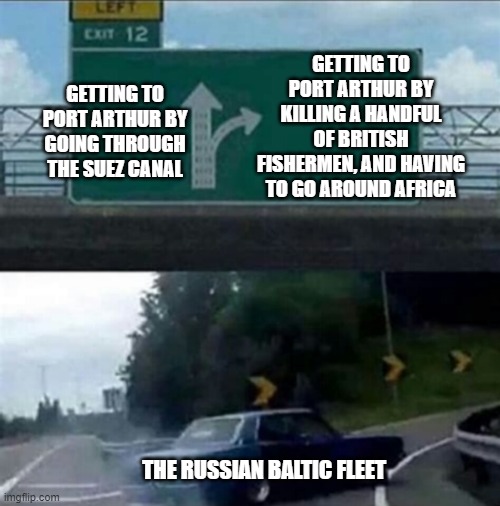 LEFT
EXIT 12
GETTING TO
PORT ARTHUR BY
GOING THROUGH
THE SUEZ CANAL
GETTING TO
PORT ARTHUR BY
KILLING A HANDFUL
OF BRITISH
FISHERMEN, AND HAVING
TO GO AROUND AFRICA
THE RUSSIAN BALTIC FLEET
imgflip.com